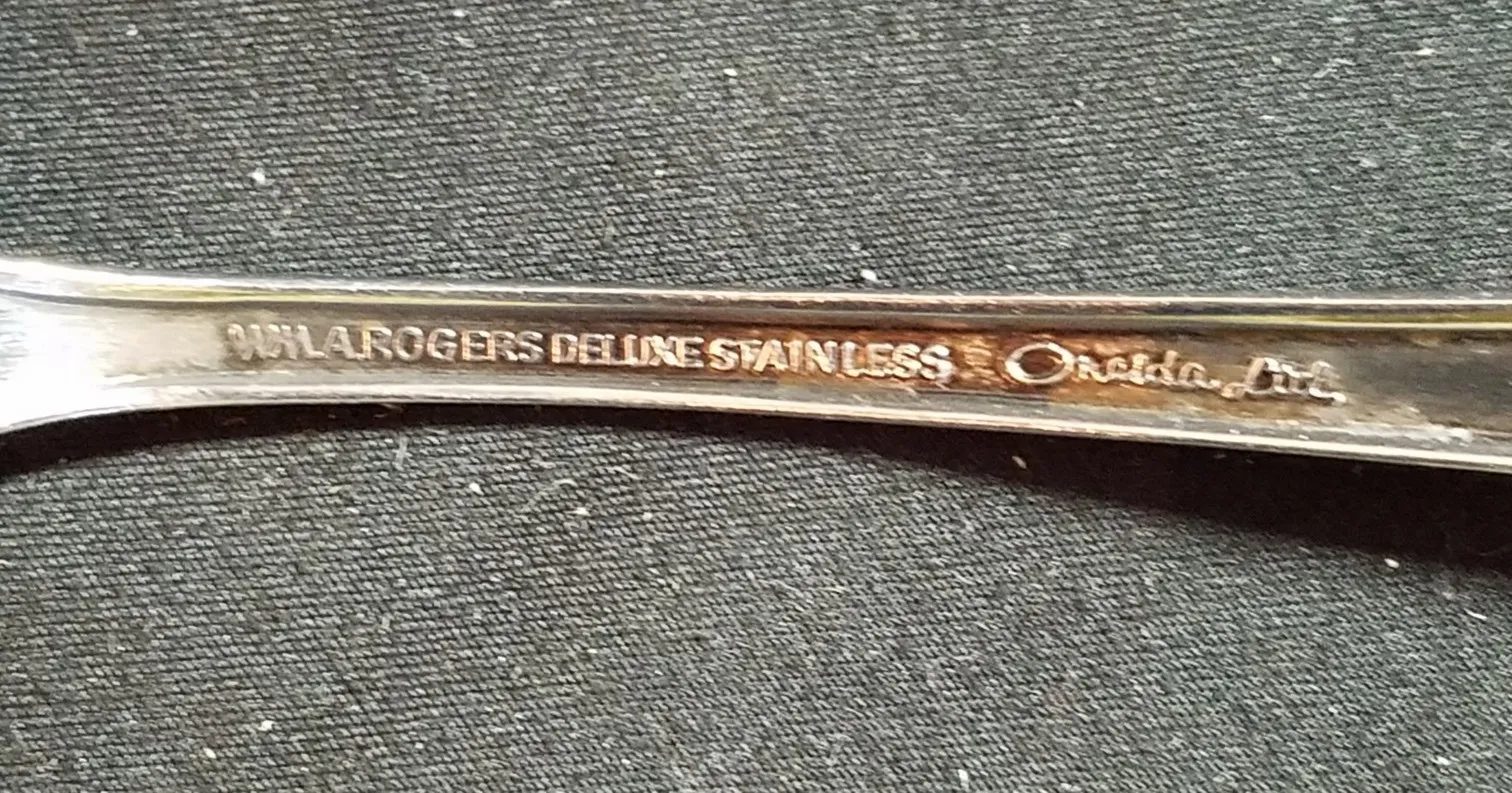 WM.A.ROGERS DELUXE STAINLESS Oneida Ltd.